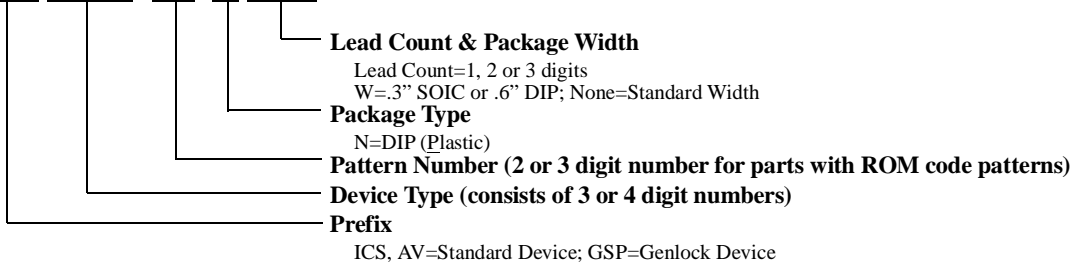 Lead Count & Package Width
Lead Count=1, 2 or 3 digits
W=.3” SOIC or .6” DIP; None=Standard Width
Package Type
N=DIP (Plastic)
Pattern Number (2 or 3 digit number for parts with ROM code patterns)
Device Type (consists of 3 or 4 digit numbers)
Prefix
ICS, AV=Standard Device; GSP=Genlock Device